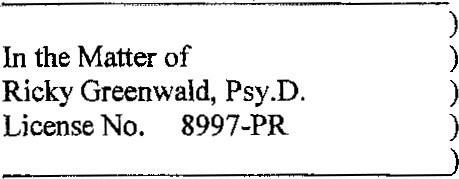 )
In the Matter of )
Ricky Greenwald, Psy.D. )
License No. 8997-PR )
)